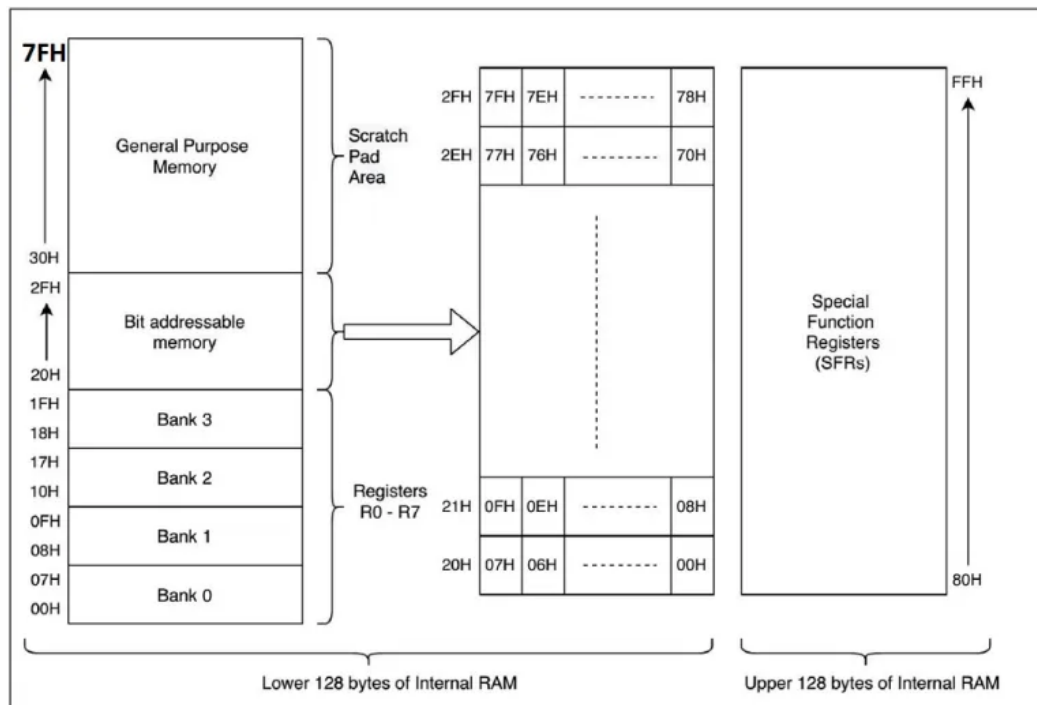 7FH
General Purpose
Memory
30H
Scratch
Pad
Area
2FH
Bit addressable
memory
20H
1FH
Bank 3
18H
17H
Bank 2
10H
0FH
Bank 1
08H
07H
Bank 0
00H
Registers
R0 - R7
2FH 7FH 7EH 78H
2EH 77H 76H 70H
21H 0FH 0EH 08H
20H 07H 06H 00H
FFH
Special
Function
Registers
(SFRs)
80H
Lower 128 bytes of Internal RAM
Upper 128 bytes of Internal RAM